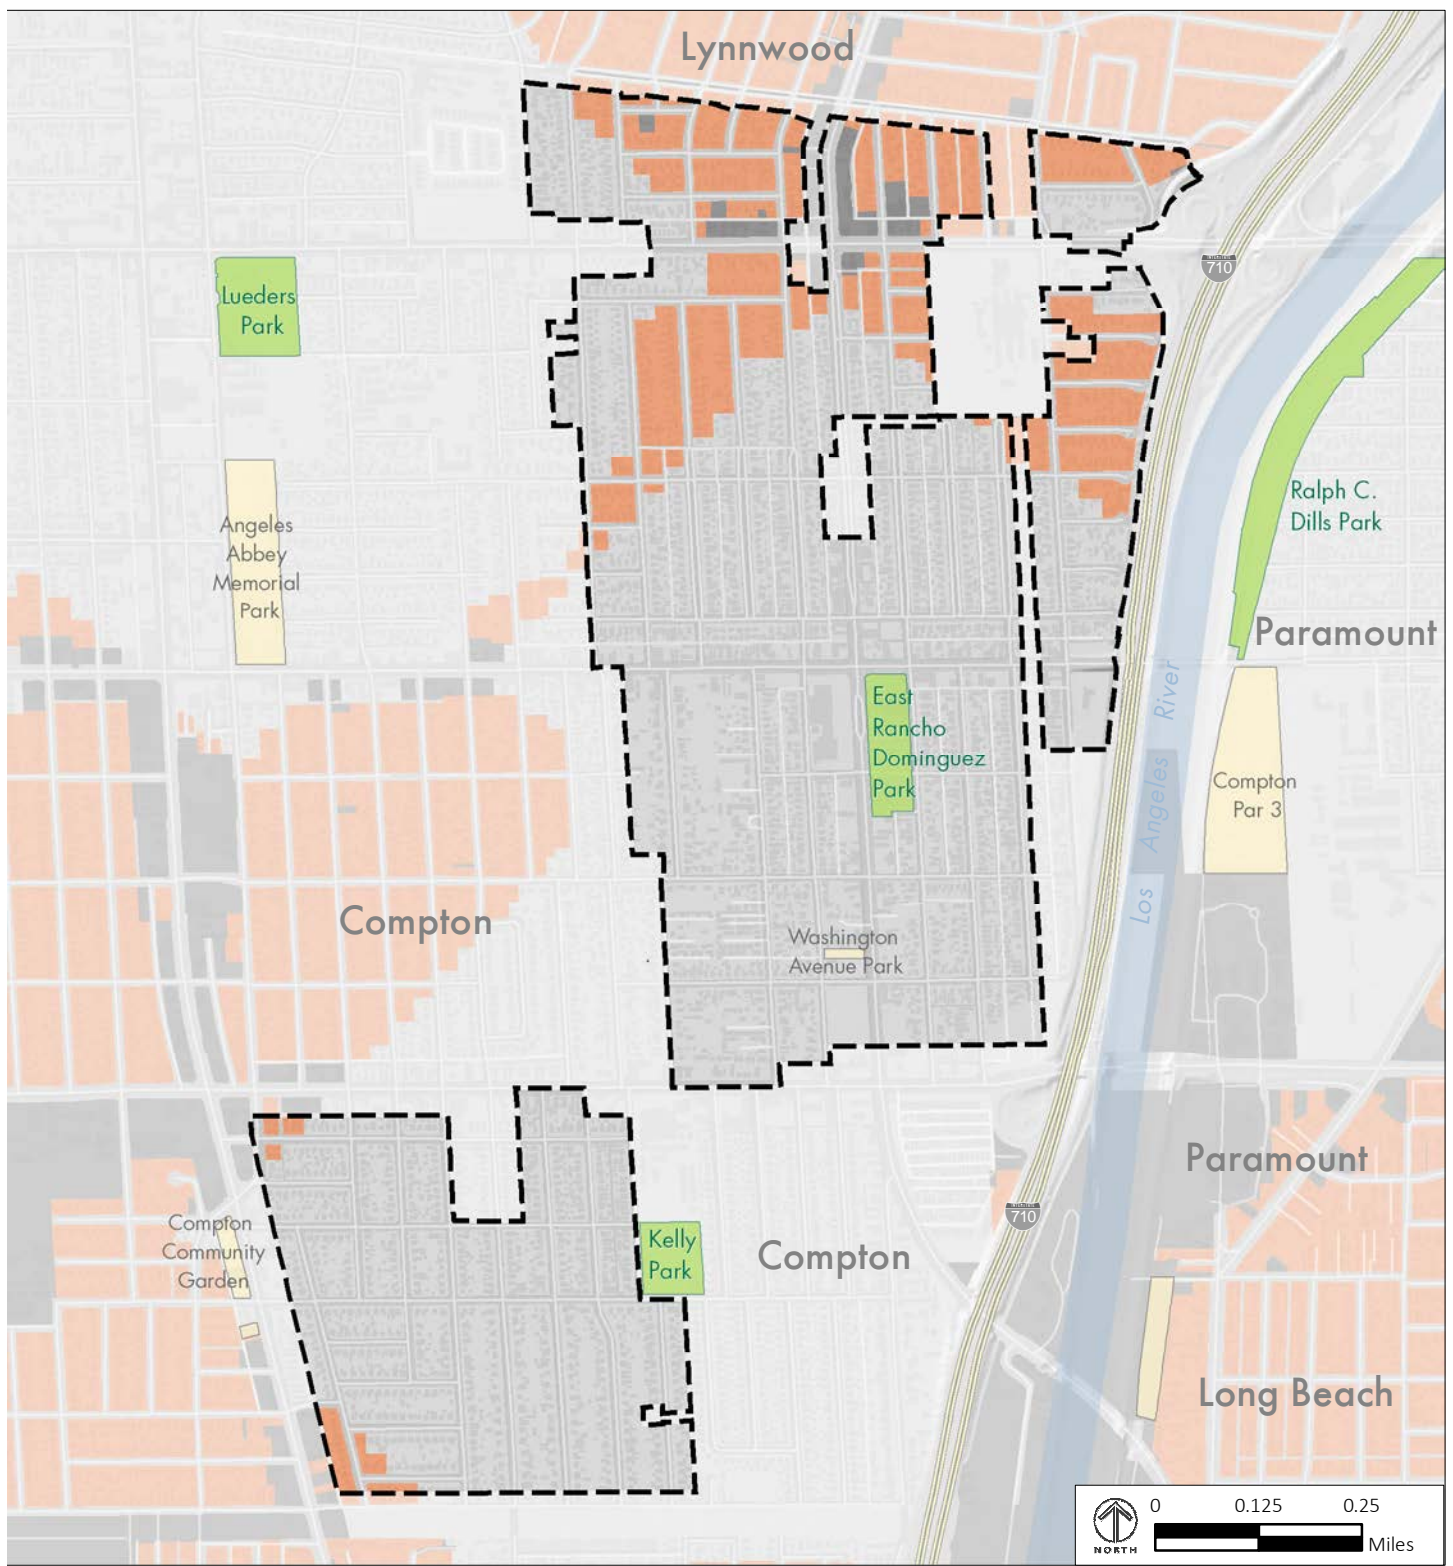 Lynnwood
INTERSTATE
710
Lueders
Park
Angeles
Abbey
Memorial
Park
Ralph C.
Dills Park
Paramount
East
Rancho
Dominguez
Park
Los Angeles River
Compton
Par 3
Compton
Washington
Avenue Park
Paramount
INTERSTATE
710
Compton
Community
Garden
Kelly
Park
Compton
Long Beach
NORTH
0 0.125 0.25
Miles